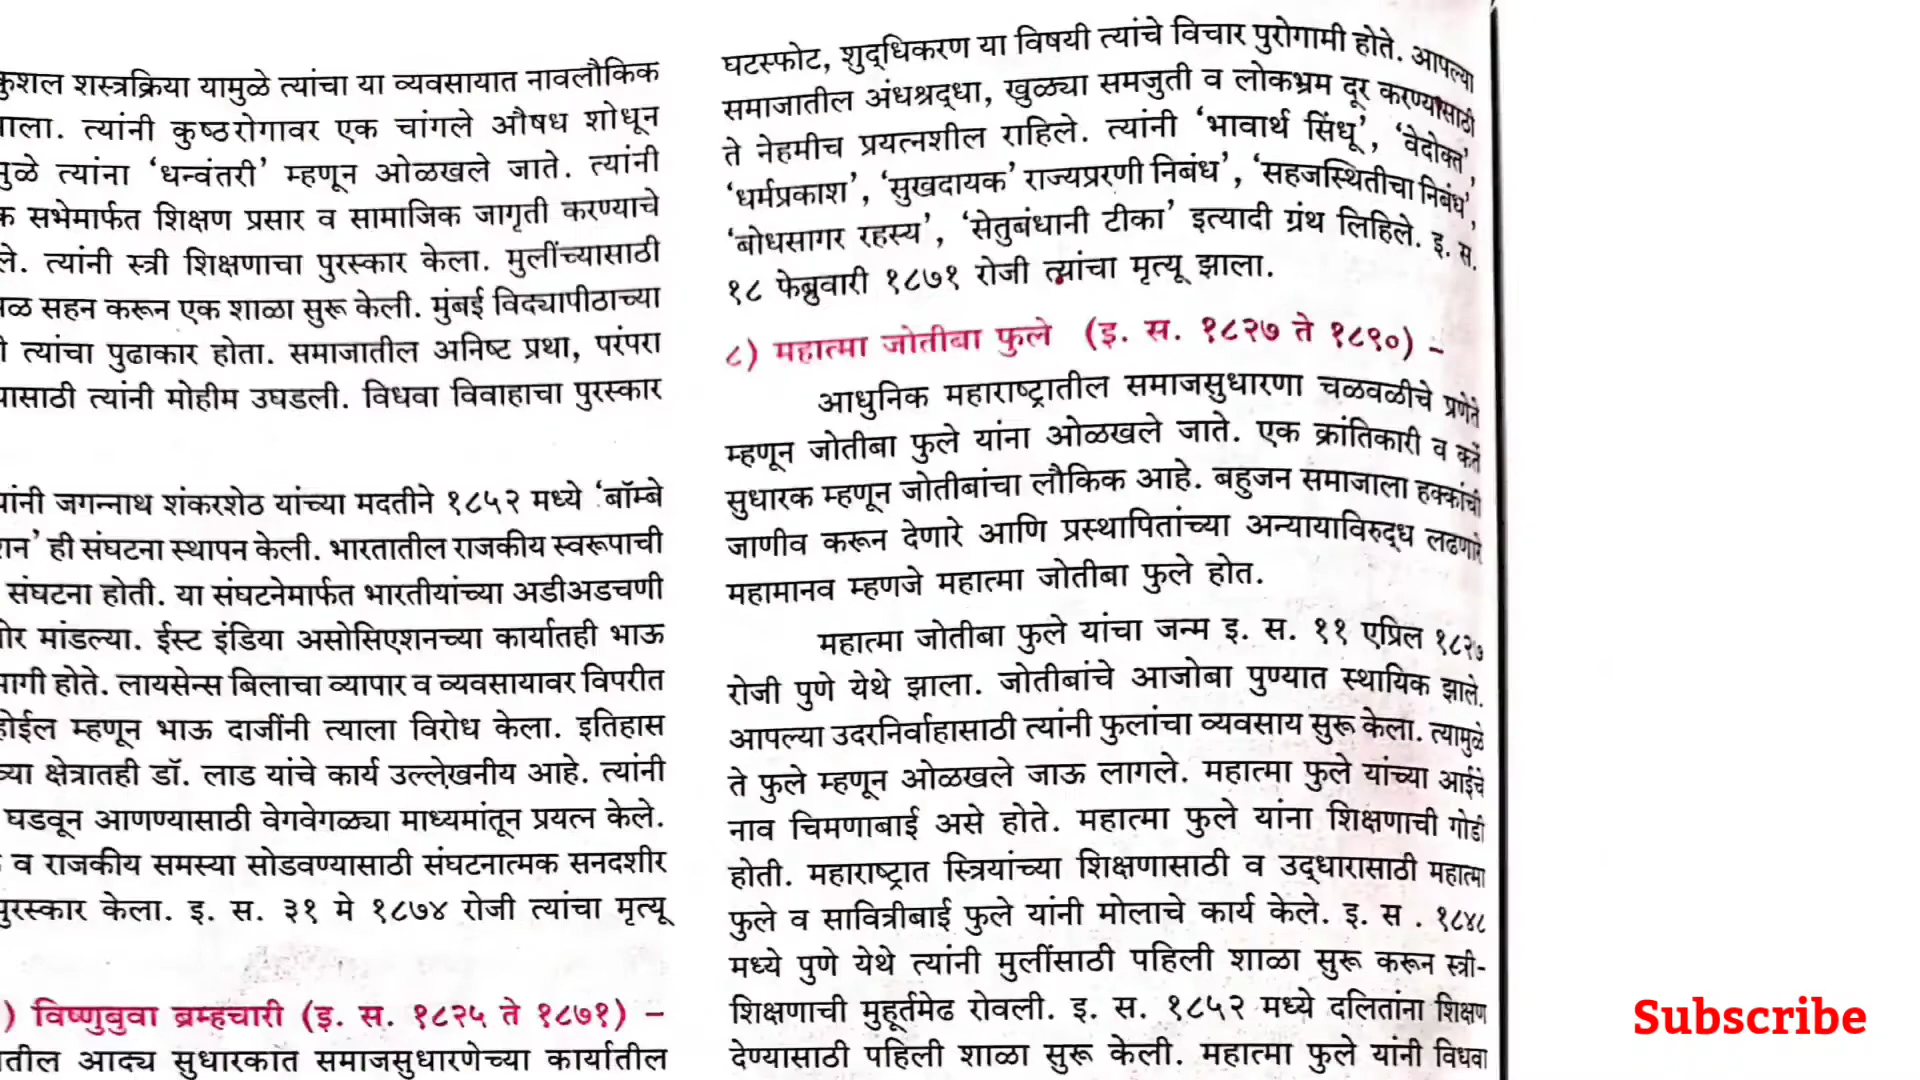 कुशल शस्त्रक्रिया यामुळे त्यांचा या व्यवसायात नावलौकिक
त्यांनी कुष्ठरोगावर एक चांगले औषध शोधून
त्यांना ‘धन्वंतरी’ म्हणून ओळखले जाते. त्यांनी
सभेमार्फत शिक्षण प्रसार व सामाजिक जागृती करण्याचे
त्यांनी स्त्री शिक्षणाचा पुरस्कार केला. मुलींच्यासाठी
सहन करून एक शाळा सुरू केली. मुंबई विद्यापीठाच्या
त्यांचा पुढाकार होता. समाजातील अनिष्ट प्रथा, परंपरा
त्यांनी मोहीम उघडली. विधवा विवाहाचा पुरस्कार
जगन्नाथ शंकरशेठ यांच्या मदतीने १८५२ मध्ये ‘बॉम्बे
ही संघटना स्थापन केली. भारतातील राजकीय स्वरूपाची
संघटना होती. या संघटनेमार्फत भारतीयांच्या अडीअडचणी
मांडल्या. ईस्ट इंडिया असोसिएशनच्या कार्यातही भाऊ
होते. लायसेन्स बिलाचा व्यापार व व्यवसायावर विपरीत
होईल म्हणून भाऊ दाजींनी त्याला विरोध केला. इतिहास
क्षेत्रातही डॉ. लाड यांचे कार्य उल्लेखनीय आहे. त्यांनी
घडवून आणण्यासाठी वेगवेगळ्या माध्यमांतून प्रयत्न केले.
व राजकीय समस्या सोडवण्यासाठी संघटनात्मक सनदशीर
पुरस्कार केला. इ. स. ३१ मे १८७४ रोजी त्यांचा मृत्यू
) विष्णुबुवा ब्रम्हचारी (इ. स. १८२५ ते १८७१) –
आद्य सुधारकात समाजसुधारणेच्या कार्यातील
घटस्फोट, शुद्धिकरण या विषयी त्यांचे विचार पुरोगामी होते. आपल्या
समाजातील अंधश्रद्धा, खुळ्या समजुती व लोकभ्रम दूर करण्यासाठी
ते नेहमीच प्रयत्नशील राहिले. त्यांनी ‘भावार्थ सिंधू’, ‘वेदोक्त’,
‘धर्मप्रकाश’, ‘सुखदायक’ राज्यप्ररणी निबंध’, ‘सहजस्थितीचा निबंध’,
‘बोधसागर रहस्य’, ‘सेतुबंधानी टीका’ इत्यादी ग्रंथ लिहिले. इ. स.
१८ फेब्रुवारी १८७१ रोजी त्यांचा मृत्यू झाला.
८) महात्मा जोतीबा फुले (इ. स. १८२७ ते १८९०) –
आधुनिक महाराष्ट्रातील समाजसुधारणा चळवळीचे प्रणेते
म्हणून जोतीबा फुले यांना ओळखले जाते. एक क्रांतिकारी व कर्ते
सुधारक म्हणून जोतीबांचा लौकिक आहे. बहुजन समाजाला हक्कांची
जाणीव करून देणारे आणि प्रस्थापितांच्या अन्यायाविरुद्ध लढणारे
महामानव म्हणजे महात्मा जोतीबा फुले होत.
महात्मा जोतीबा फुले यांचा जन्म इ. स. ११ एप्रिल १८२७
रोजी पुणे येथे झाला. जोतीबांचे आजोबा पुण्यात स्थायिक झाले.
आपल्या उदरनिर्वाहासाठी त्यांनी फुलांचा व्यवसाय सुरू केला. त्यामुळे
ते फुले म्हणून ओळखले जाऊ लागले. महात्मा फुले यांच्या आईचे
नाव चिमणाबाई असे होते. महात्मा फुले यांना शिक्षणाची गोडी
होती. महाराष्ट्रात स्त्रियांच्या शिक्षणासाठी व उद्धारासाठी महात्मा
फुले व सावित्रीबाई फुले यांनी मोलाचे कार्य केले. इ. स . १८४८
मध्ये पुणे येथे त्यांनी मुलींसाठी पहिली शाळा सुरू करून स्त्री-
शिक्षणाची मुहूर्तमेढ रोवली. इ. स. १८५२ मध्ये दलितांना शिक्षण
देण्यासाठी पहिली शाळा सुरू केली. महात्मा फुले यांनी विधवा
Subscribe